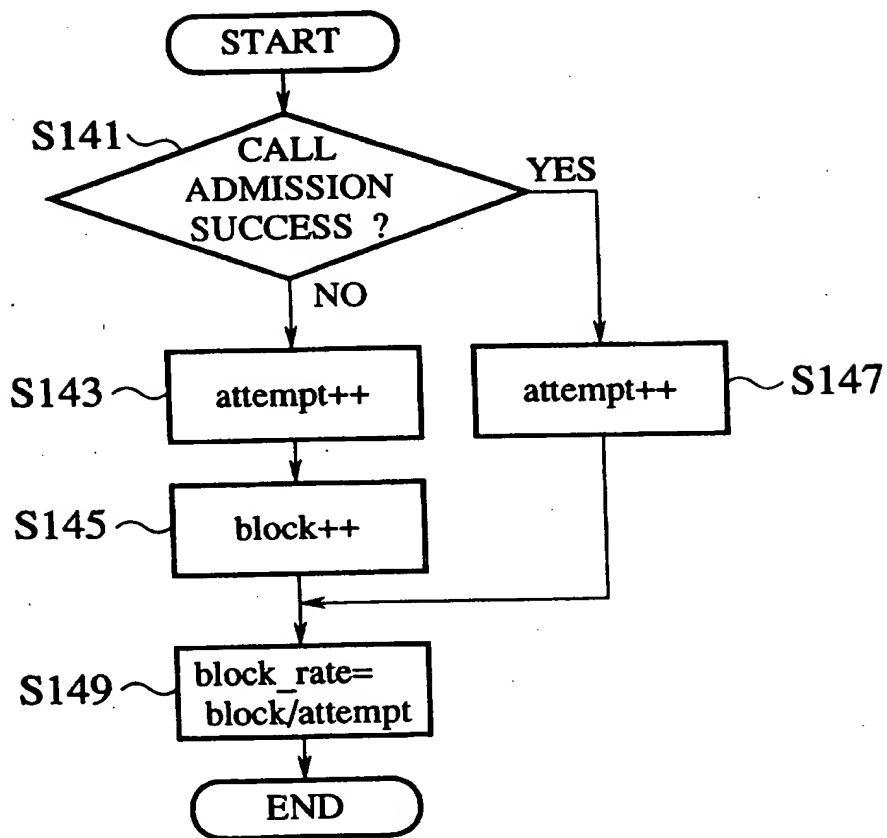 START
S141
CALL
ADMISSION
SUCCESS ?
YES
NO
S143
attempt++
attempt++
S147
S145
block++
S149
block_rate=
block/attempt
END